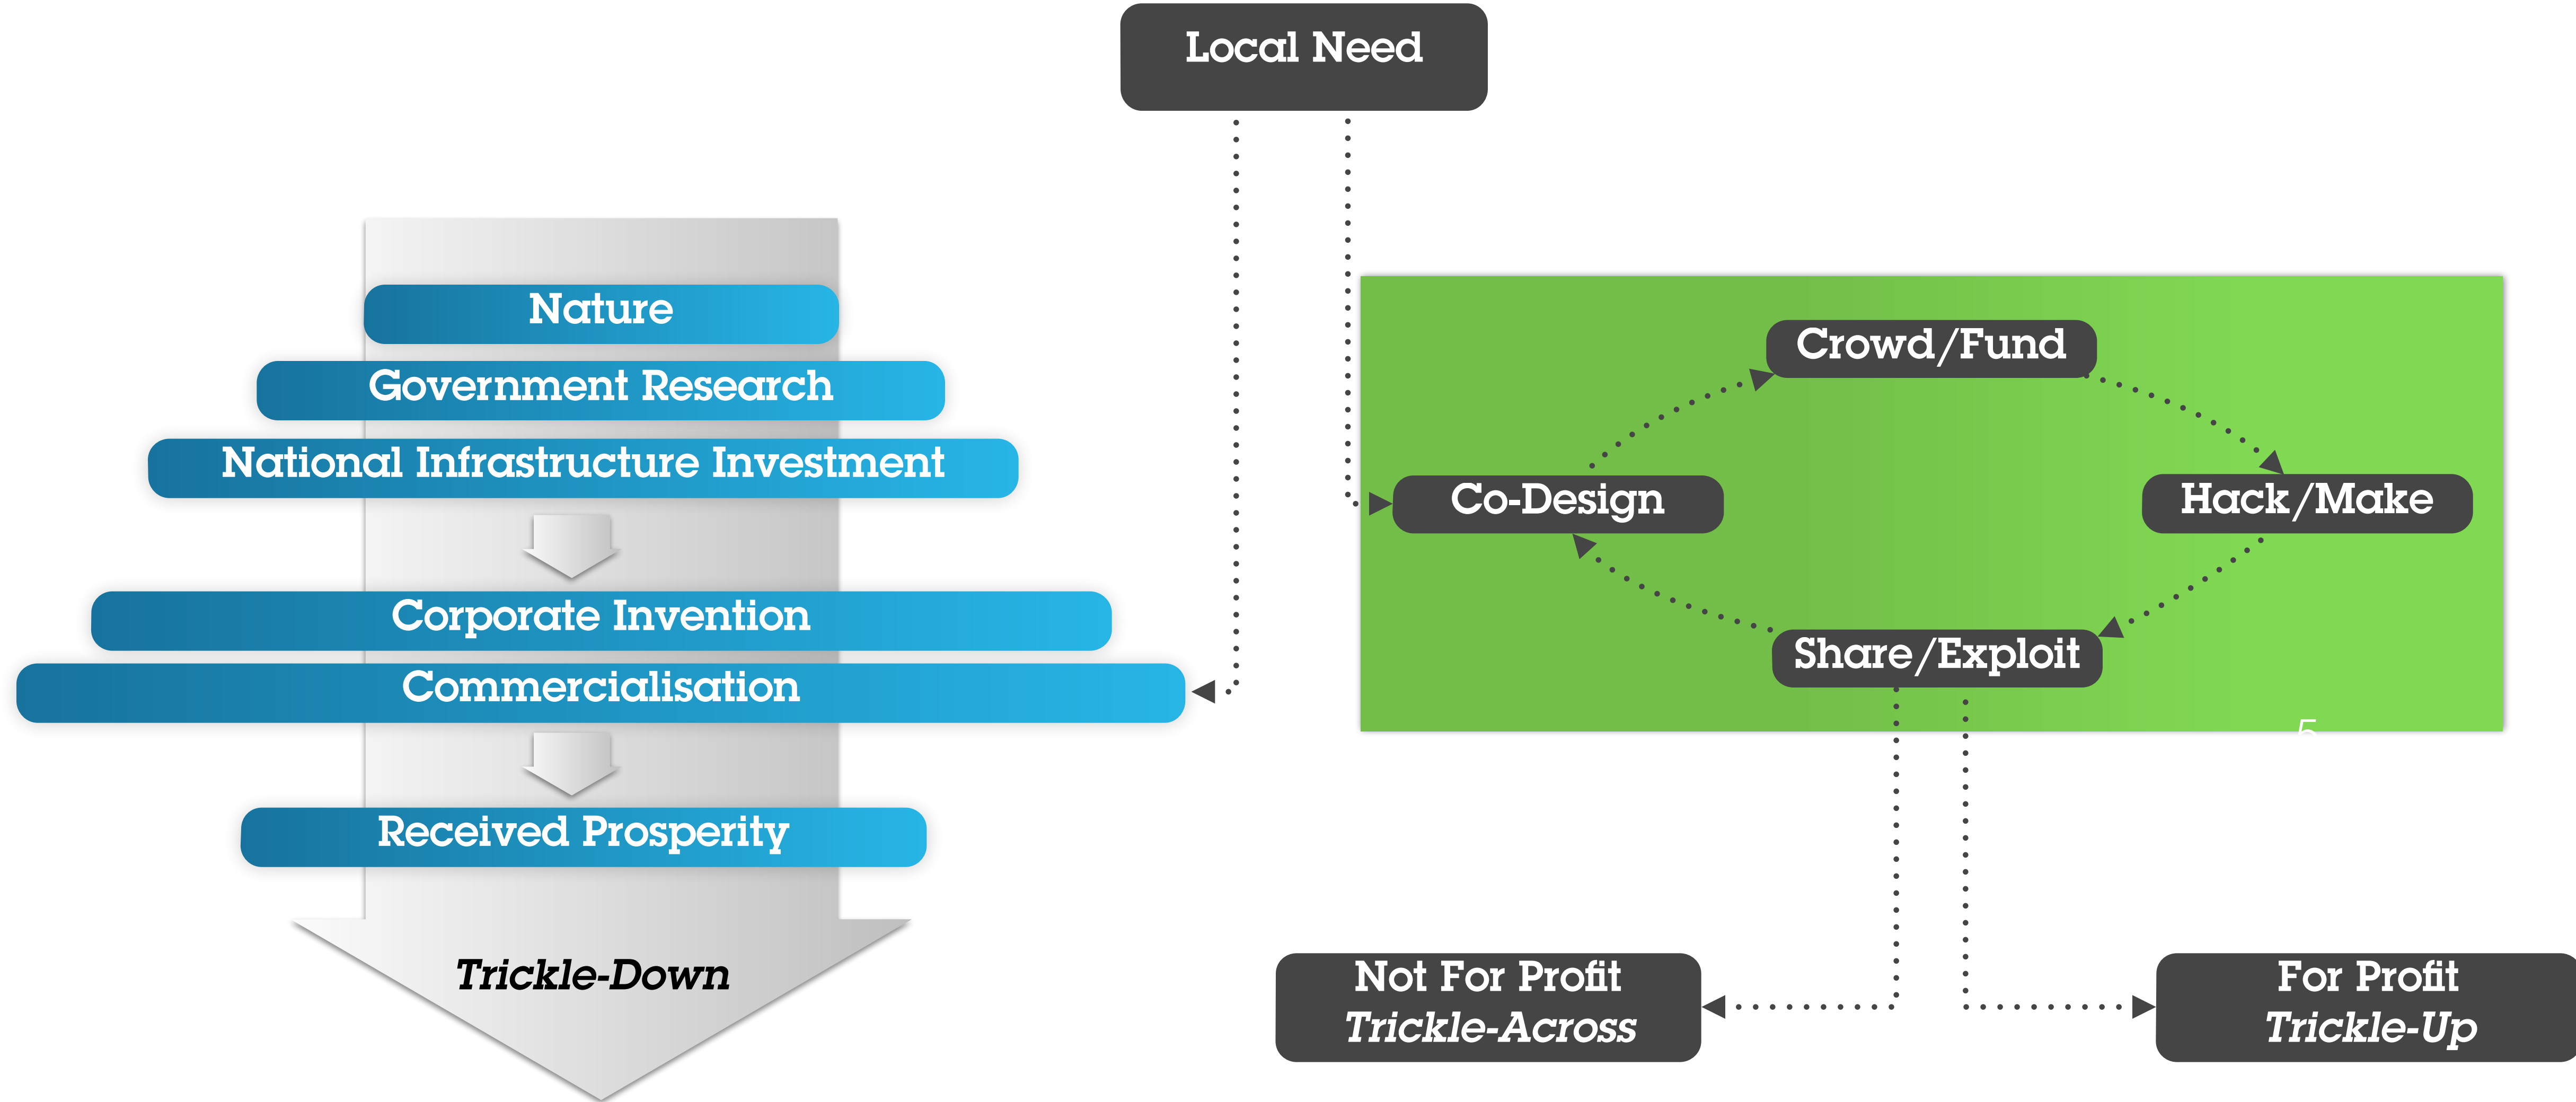 Local Need
Nature
Government Research
National Infrastructure Investment
Corporate Invention
Commercialisation
Received Prosperity
Trickle-Down
Crowd/Fund
Co-Design
Hack/Make
Share/Exploit
5
Not For Profit
Trickle-Across
For Profit
Trickle-Up